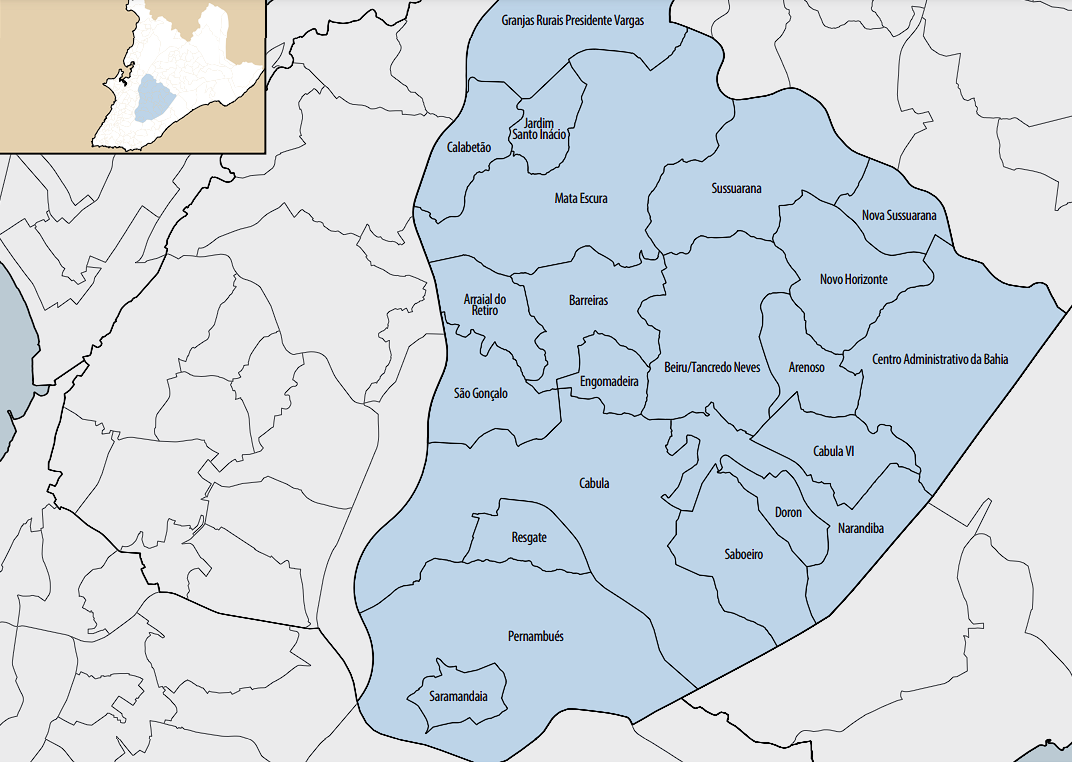 Granjas Rurais Presidente Vargas
Jardim
Santo Inácio
Calabetão
Mata Escura
Sussuarana
Nova Sussuarana
Novo Horizonte
Arraial do
Retiro
Barreiras
Centro Administrativo da Bahia
Beiru/Tancredo Neves
Arenoso
Engomadeira
São Gonçalo
Cabula VI
Cabula
Doron
Narandiba
Resgate
Saboeiro
Pernambués
Saramandaia